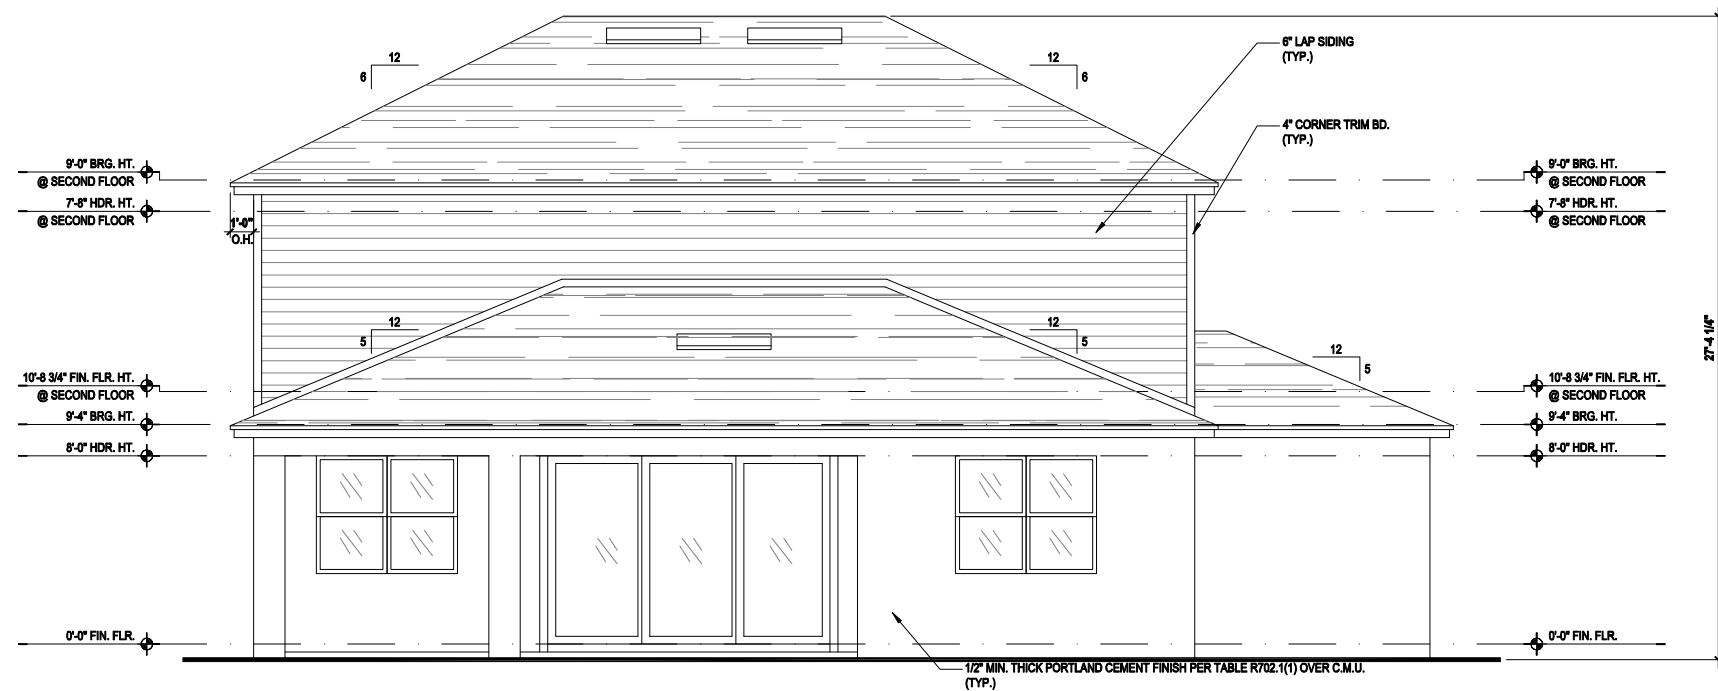 6" LAP SIDING
(TYP.)
12
6
12
6
4" CORNER TRIM BD.
(TYP.)
9'-0" BRG. HT.
@ SECOND FLOOR
7'-8" HDR. HT.
@ SECOND FLOOR
1'-0"
O.H.
9'-0" BRG. HT.
@ SECOND FLOOR
7'-8" HDR. HT.
@ SECOND FLOOR
12
5
12
5
12
5
27'-4 1/4"
10'-8 3/4" FIN. FLR. HT.
@ SECOND FLOOR
9'-4" BRG. HT.
8'-0" HDR. HT.
10'-8 3/4" FIN. FLR. HT.
@ SECOND FLOOR
9'-4" BRG. HT.
8'-0" HDR. HT.
0'-0" FIN. FLR.
0'-0" FIN. FLR.
1/2" MIN. THICK PORTLAND CEMENT FINISH PER TABLE R702.1(1) OVER C.M.U.
(TYP.)